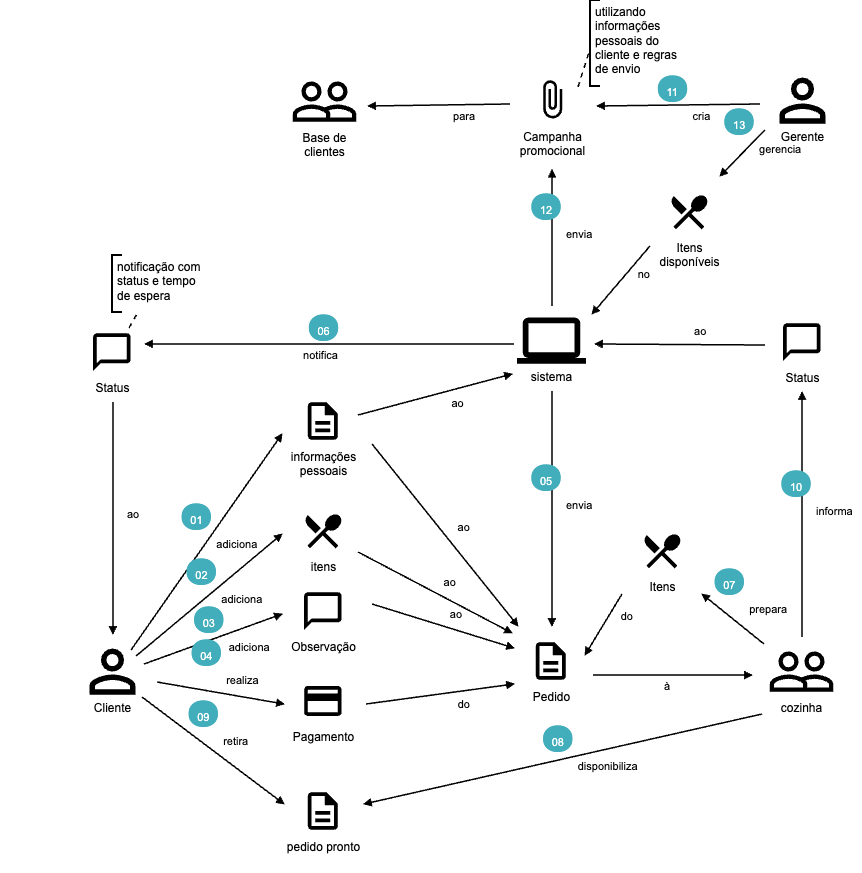 utilizando
informações
pessoais do
cliente e regras
de envio
11
para
cria
13
Base de
clientes
Campanha
promocional
Gerente
gerencia
12
envia
Itens
disponíveis
no
notificação com
status e tempo
de espera
06
notifica
ao
Status
sistema
Status
ao
informações
pessoais
05
envia
10
informa
ao
01
adiciona
ao
02
adiciona
itens
ao
Itens
07
prepara
03
adiciona
Observação
ao
do
04
realiza
Cliente
Pagamento
do
Pedido
à
cozinha
09
retira
08
disponibiliza
pedido pronto